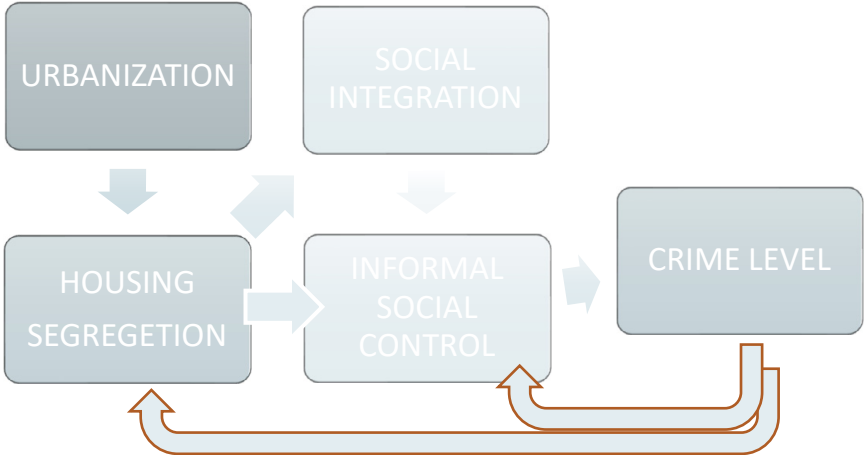 URBANIZATION
SOCIAL
INTEGRATION
HOUSING
SEGREGETION
INFORMAL
SOCIAL
CONTROL
CRIME LEVEL